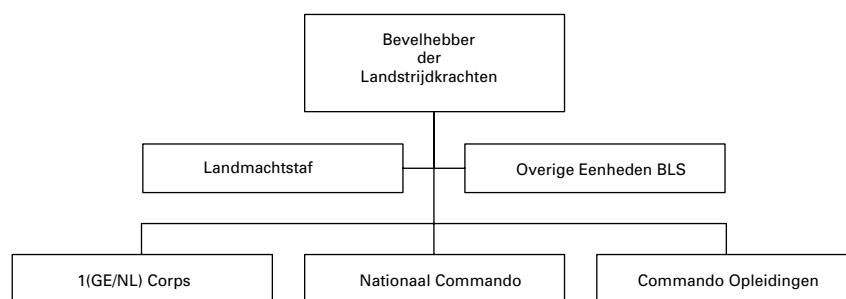 Bevelhebber
der
Landstrijdkrachten
Landmachtstaf
Overige Eenheden BLS
1(GE/NL) Corps
Nationaal Commando
Commando Opleidingen